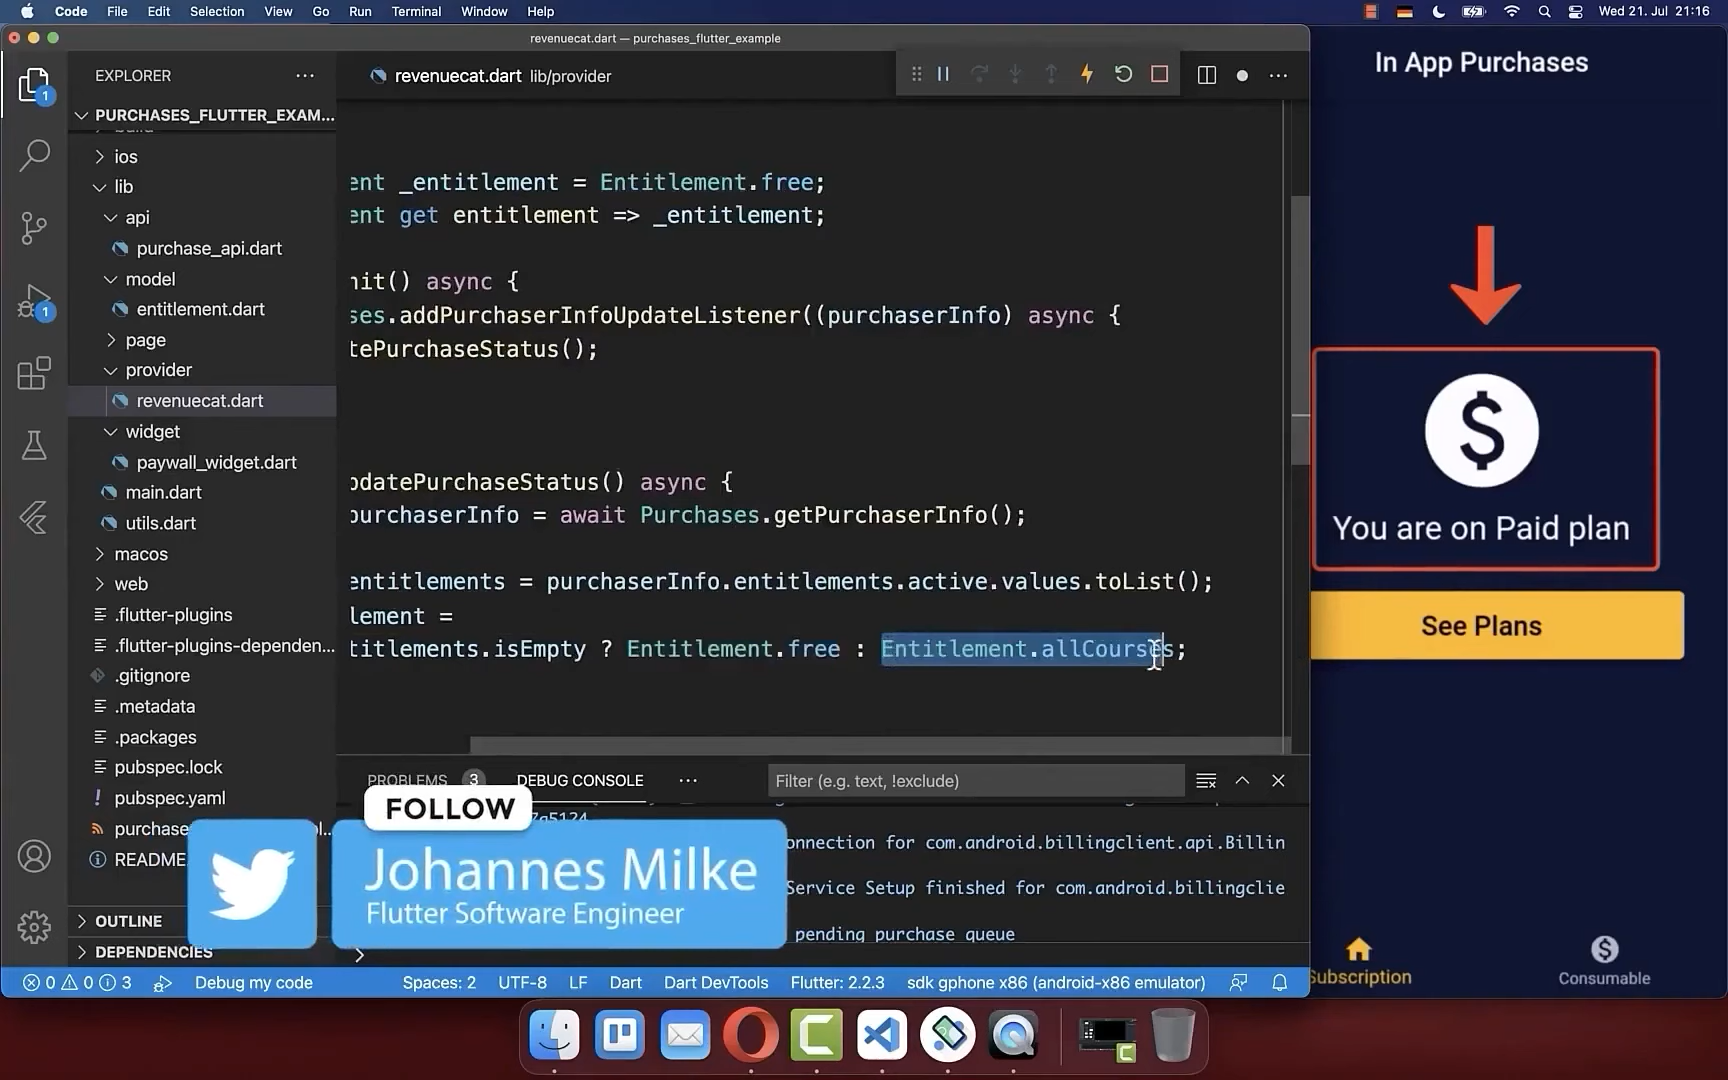 Code File Edit Selection View Go Run Terminal Window Help
Wed 21. Jul 21:16
revenuecat.dart — purchases_flutter_example
EXPLORER
1
PURCHASES_FLUTTER_EXAM...
ios
lib
api
purchase_api.dart
model
entitlement.dart
1
page
provider
revenuecat.dart
widget
paywall_widget.dart
main.dart
utils.dart
macos
web
.flutter-plugins
.flutter-plugins-dependen...
.gitignore
.metadata
.packages
pubspec.lock
pubspec.yaml
purchase
README.
OUTLINE
DEPENDENCIES
revenuecat.dart lib/provider
ent _entitlement = Entitlement.free;
ent get entitlement => _entitlement;
nit() async {
ses.addPurchaserInfoUpdateListener((purchaserInfo) async {
tePurchaseStatus();
pdatePurchaseStatus() async {
purchaserInfo = await Purchases.getPurchaserInfo();
entitlements = purchaserInfo.entitlements.active.values.toList();
lement =
titlements.isEmpty ? Entitlement.free : Entitlement.allCourses;
PROBLEMS 3 DEBUG CONSOLE
Filter (e.g. text, !exclude)
onnection for com.android.billingclient.api.Billin
Service Setup finished for com.android.billingclie
pending purchase queue
FOLLOW
Johannes Milke
Flutter Software Engineer
0 0 3 Debug my code Spaces: 2 UTF-8 LF Dart Dart DevTools Flutter: 2.2.3 sdk gphone x86 (android-x86 emulator)
In App Purchases
$
You are on Paid plan
See Plans
Subscription
$
Consumable